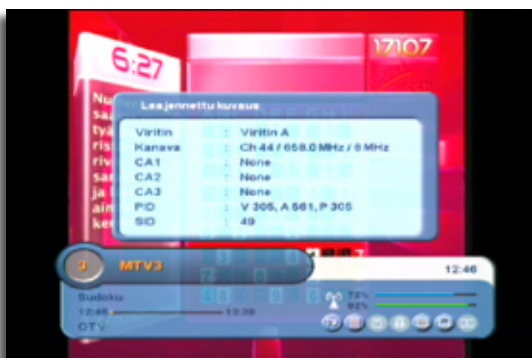 6:27
17107
Nu
Laajennettu kuvaus
Viritin : Viritin A
Kanava : Ch 44 / 658.0 MHz / 8 MHz
CA1 : None
CA2 : None
CA3 : None
PID : V 305, A 561, P 305
SID : 49
3 MTV3
12:46
Sudoku
12:45 13:30
OTV
92%